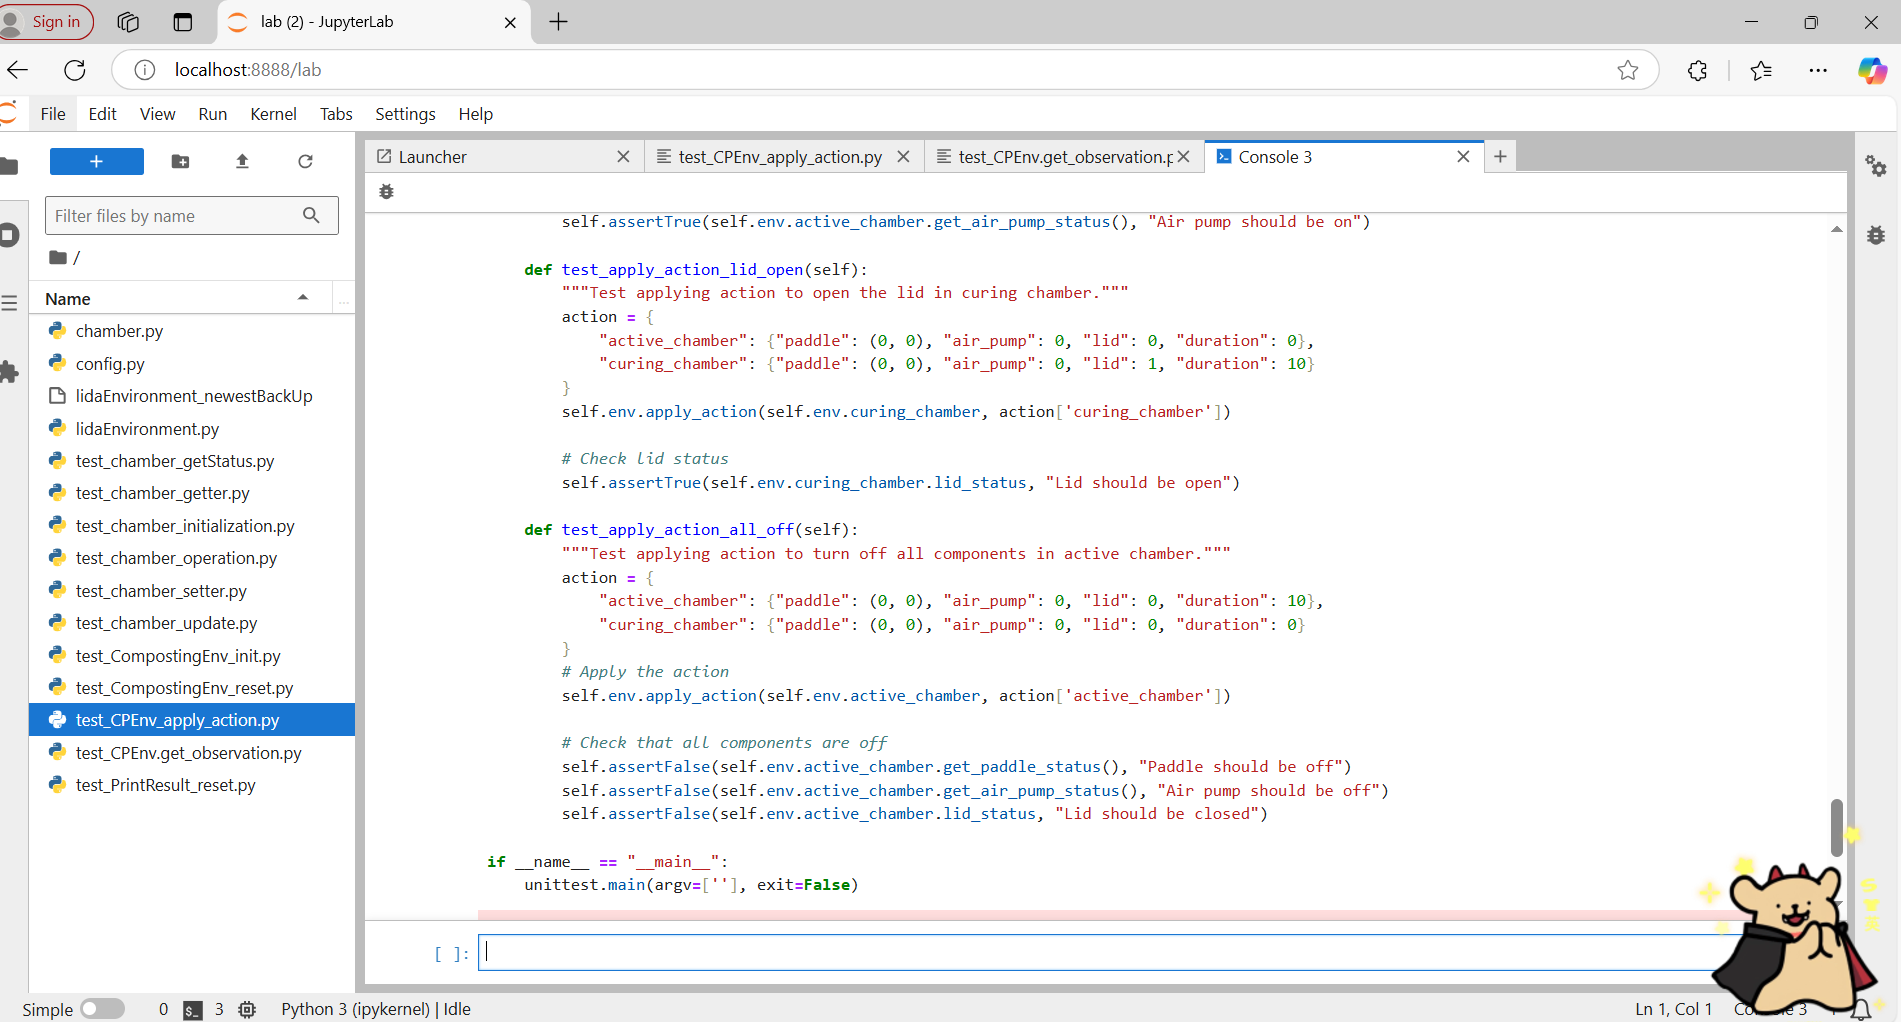 Sign in
lab (2) - JupyterLab
localhost:8888/lab
File Edit View Run Kernel Tabs Settings Help
Launcher
test_CPEnv_apply_action.py
test_CPEnv.get_observation.p
Console 3
Filter files by name
/
Name
chamber.py
config.py
lidaEnvironment_newestBackUp
lidaEnvironment.py
test_chamber_getStatus.py
test_chamber_getter.py
test_chamber_initialization.py
test_chamber_operation.py
test_chamber_setter.py
test_chamber_update.py
test_CompostingEnv_init.py
test_CompostingEnv_reset.py
test_CPEnv_apply_action.py
test_CPEnv.get_observation.py
test_PrintResult_reset.py
self.assertTrue(self.env.active_chamber.get_air_pump_status(), "Air pump should be on")
def test_apply_action_lid_open(self):
"""Test applying action to open the lid in curing chamber."""
action = {
"active_chamber": {"paddle": (0, 0), "air_pump": 0, "lid": 0, "duration": 0},
"curing_chamber": {"paddle": (0, 0), "air_pump": 0, "lid": 1, "duration": 10}
}
self.env.apply_action(self.env.curing_chamber, action['curing_chamber'])
# Check lid status
self.assertTrue(self.env.curing_chamber.lid_status, "Lid should be open")
def test_apply_action_all_off(self):
"""Test applying action to turn off all components in active chamber."""
action = {
"active_chamber": {"paddle": (0, 0), "air_pump": 0, "lid": 0, "duration": 10},
"curing_chamber": {"paddle": (0, 0), "air_pump": 0, "lid": 0, "duration": 0}
}
# Apply the action
self.env.apply_action(self.env.active_chamber, action['active_chamber'])
# Check that all components are off
self.assertFalse(self.env.active_chamber.get_paddle_status(), "Paddle should be off")
self.assertFalse(self.env.active_chamber.get_air_pump_status(), "Air pump should be off")
self.assertFalse(self.env.active_chamber.lid_status, "Lid should be closed")
if __name__ == "__main__":
unittest.main(argv=[''], exit=False)
[ ]:
Simple 0 3 Python 3 (ipykernel) | Idle
Ln 1, Col 1 3